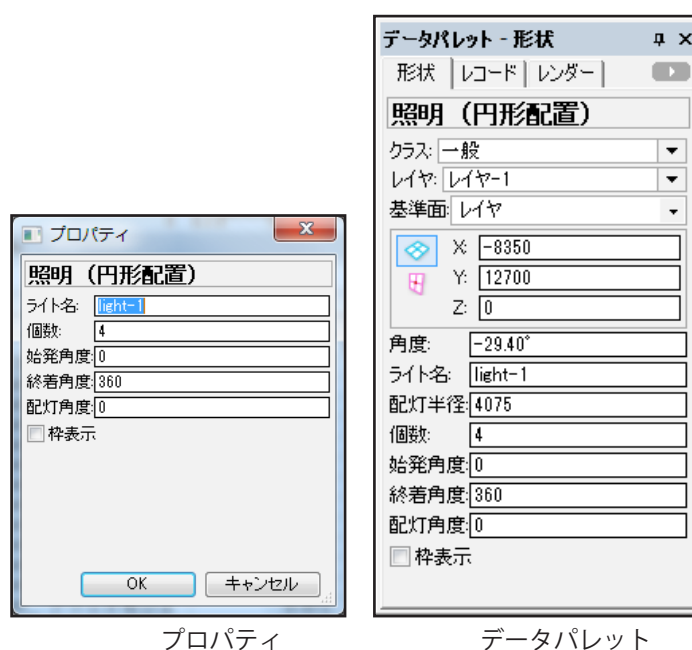 プロパティ
照明（円形配置）
ライト名: light-1
個数: 4
始発角度: 0
終着角度: 360
配灯角度: 0
枠表示
OK キャンセル
プロパティ
データパレット - 形状
形状 レコード レンダー
照明（円形配置）
クラス: 一般
レイヤ: レイヤ-1
基準面: レイヤ
X: -8350
Y: 12700
Z: 0
角度: -29.40°
ライト名: light-1
配灯半径: 4075
個数: 4
始発角度: 0
終着角度: 360
配灯角度: 0
枠表示
データパレット